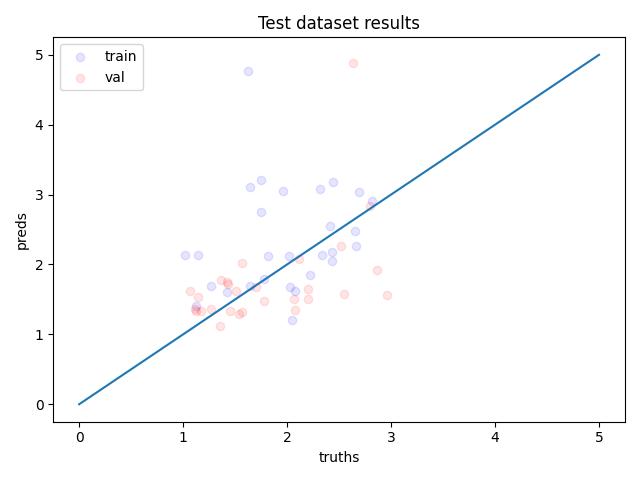 Test dataset results
train
val
5
4
3
2
1
0
preds
0 1 2 3 4 5
truths